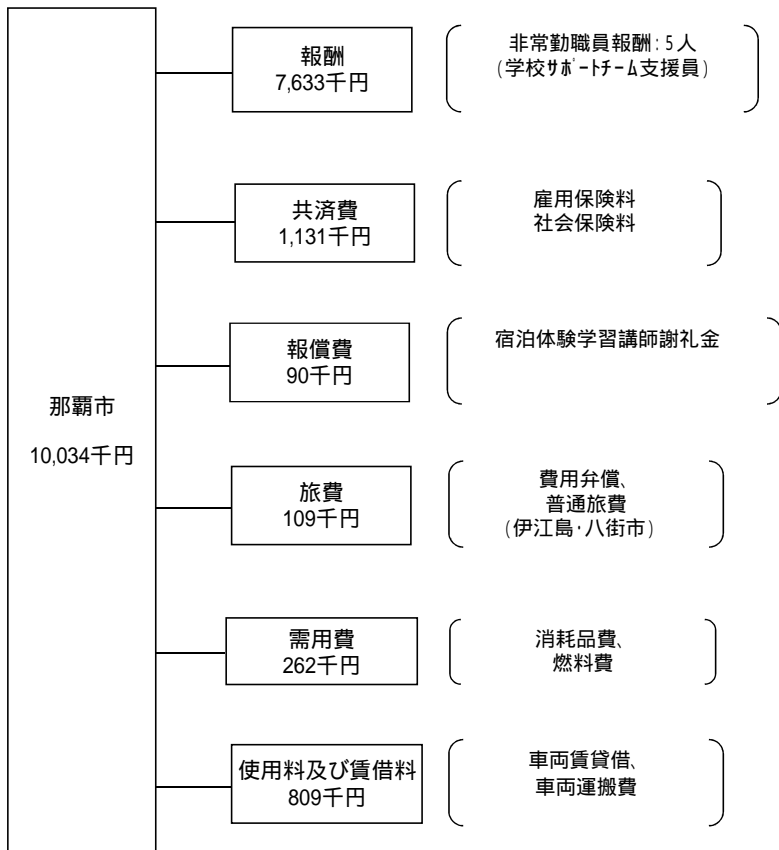 那覇市
10,034千円
報酬
7,633千円
非常勤職員報酬：5人
（学校ｻﾎﾟｰﾄﾁｰﾑ支援員）
共済費
1,131千円
雇用保険料
社会保険料
報償費
90千円
宿泊体験学習講師謝礼金
旅費
109千円
費用弁償、
普通旅費
（伊江島・八街市）
需用費
262千円
消耗品費、
燃料費
使用料及び賃借料
809千円
車両賃貸借、
車両運搬費